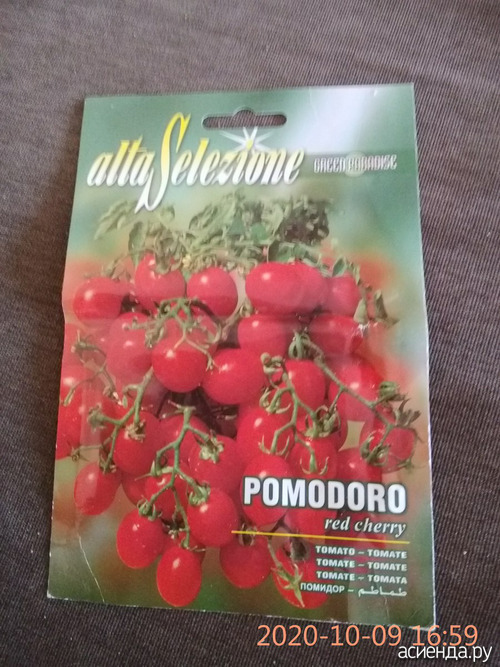 alta Selezione
GREEN PARADISE
POMODORO
red cherry
TOMATO - TOMATE
TOMATE - TOMATE
TOMATE - TOMATA
ПОМИДОР - طماطم
2020-10-09 16:59
асиенда.ру